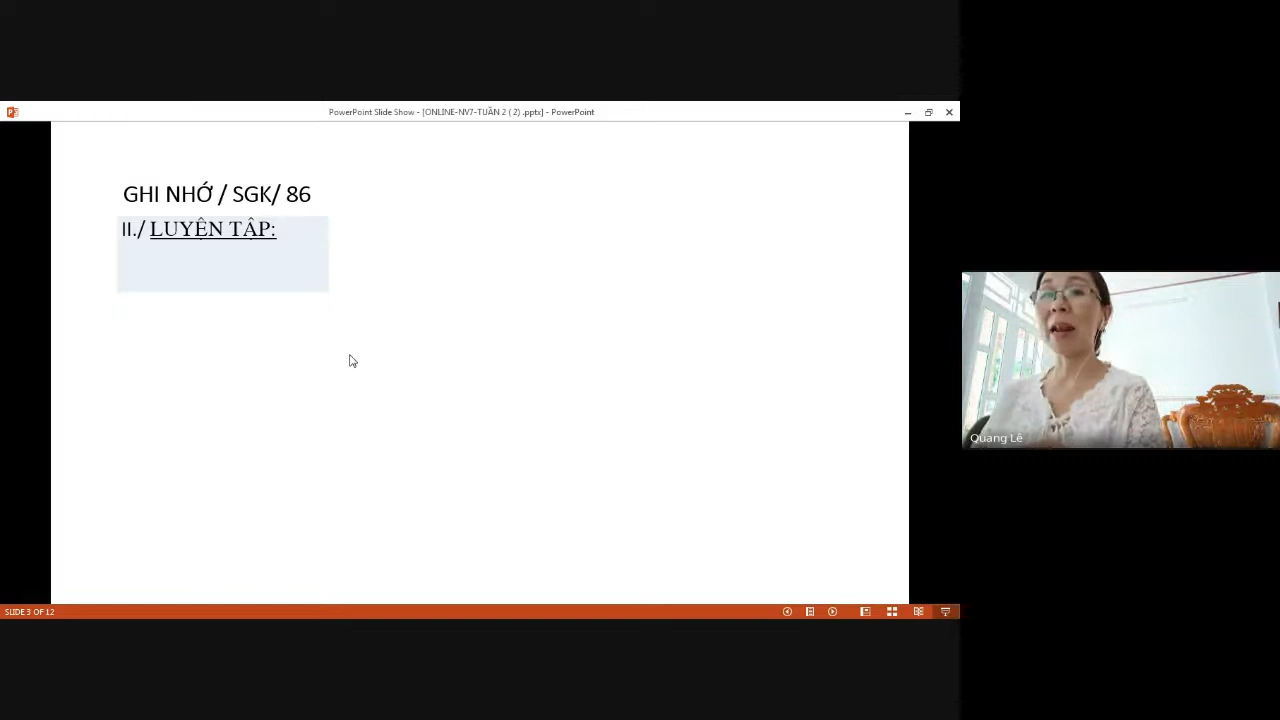 PowerPoint Slide Show - [ONLINE-NV7-TUẦN 2 ( 2) .pptx] - PowerPoint
GHI NHỚ / SGK/ 86
II./ LUYỆN TẬP:
Quang Lê
SLIDE 3 OF 12